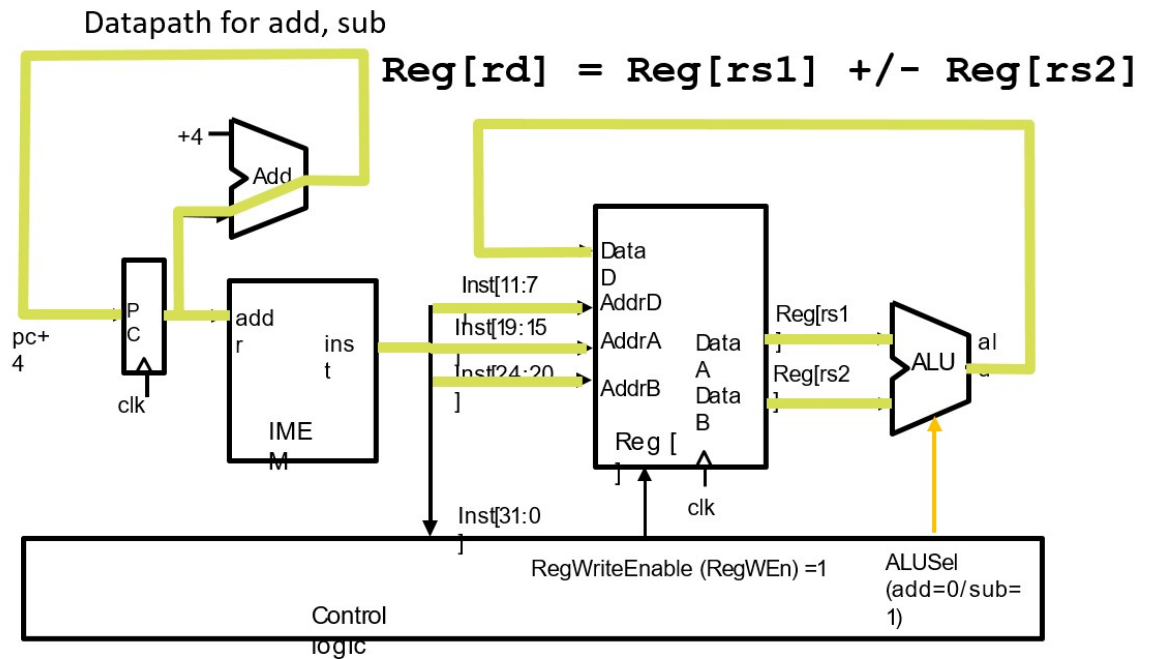 Datapath for add, sub
Reg[rd] = Reg[rs1] +/- Reg[rs2]
+4
Add
pc+
4
P
C
clk
add
r
ins
t
IME
M
Inst[11:7
Inst[19:15
]
Inst[24:20
]
Inst[31:0
]
Data
D
AddrD
AddrA
AddrB
Data
A
Data
B
Reg [
]
clk
Reg[rs1
]
Reg[rs2
]
ALU
al
u
RegWriteEnable (RegWEn) =1
ALUSel
(add=0/sub=
1)
Control
logic